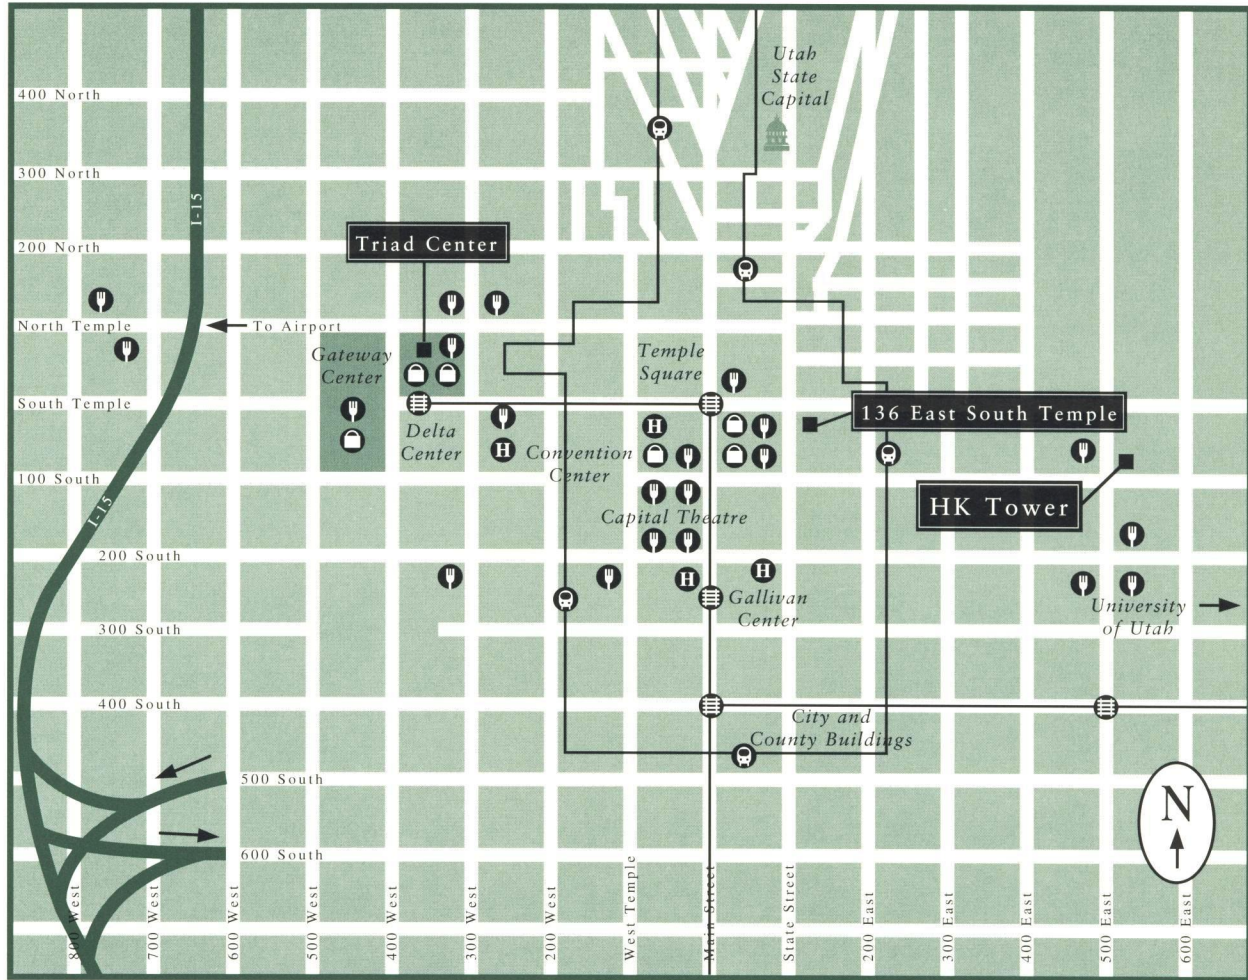 Utah
State
Capital
400 North
300 North
I-15
200 North
Triad Center
North Temple
To Airport
Gateway
Center
Temple
Square
South Temple
136 East South Temple
Delta
Center
H
H
Convention
Center
100 South
HK Tower
I-15
Capital Theatre
200 South
H
H
Gallivan
Center
University
of Utah
300 South
400 South
City and
County Buildings
500 South
N
600 South
800 West
700 West
600 West
500 West
400 West
300 West
200 West
West Temple
Main Street
State Street
200 East
300 East
400 East
500 East
600 East